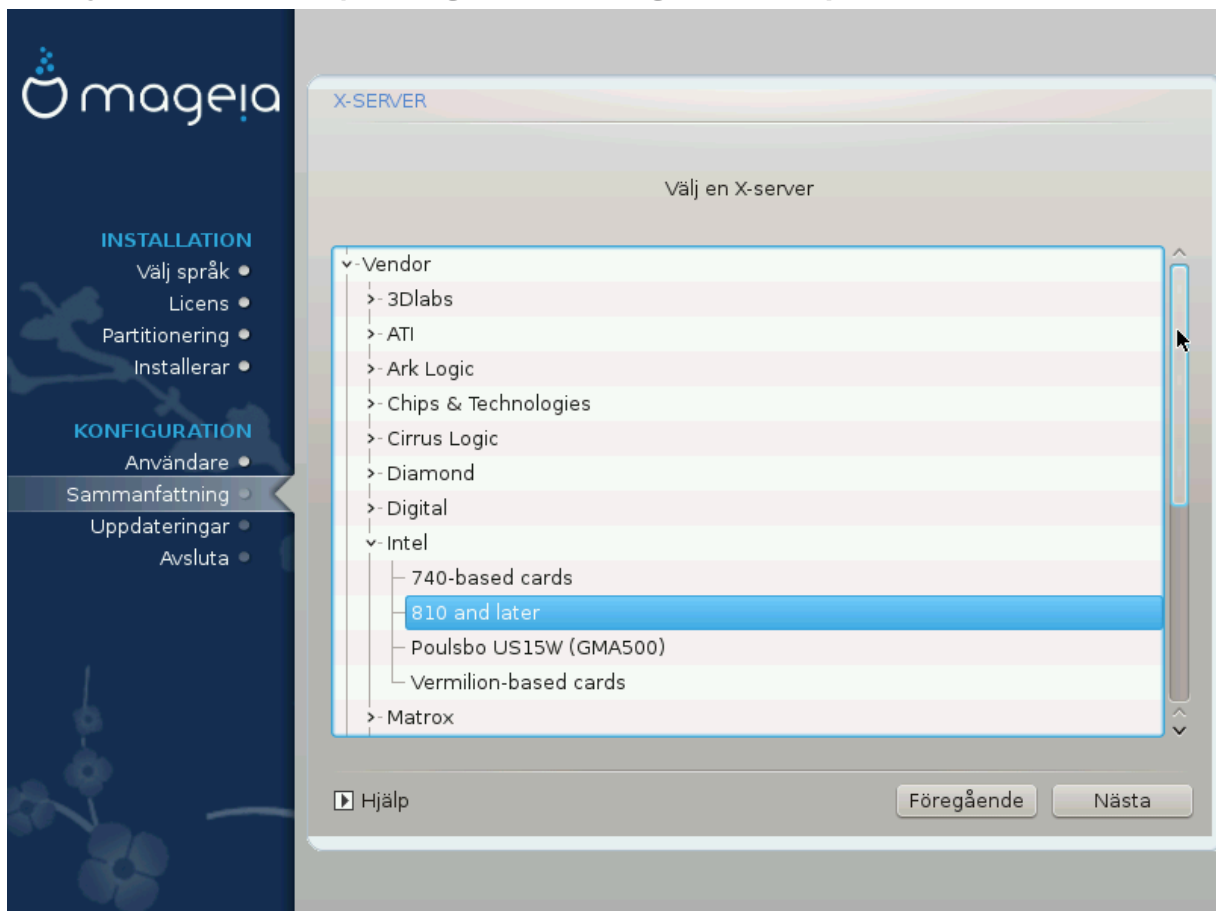 mageia
INSTALLATION
Välj språk
Licens
Partitionering
Installerar
KONFIGURATION
Användare
Sammanfattning
Uppdateringar
Avsluta
X-SERVER
Välj en X-server
Vendor
3Dlabs
ATI
Ark Logic
Chips & Technologies
Cirrus Logic
Diamond
Digital
Intel
740-based cards
810 and later
Poulsbo US15W (GMA500)
Vermilion-based cards
Matrox
Hjälp
Föregående
Nästa